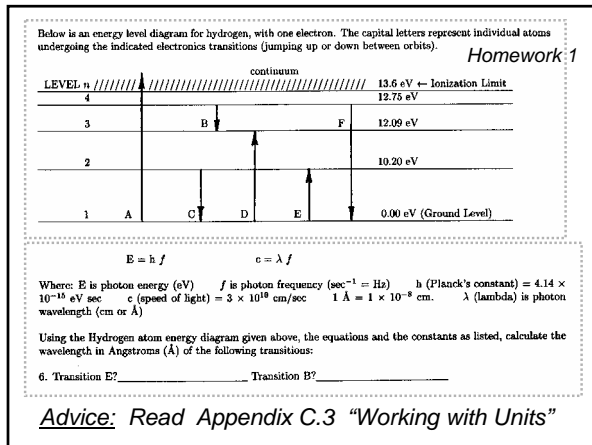 Below is an energy level diagram for hydrogen, with one electron. The capital letters represent individual atoms
undergoing the indicated electronics transitions (jumping up or down between orbits).
Homework 1
continuum
LEVEL n 13.6 eV ← Ionization Limit
4 12.75 eV
3 B F 12.09 eV
2 10.20 eV
1 A C D E 0.00 eV (Ground Level)
E = h f c = λ f
Where: E is photon energy (eV) f is photon frequency (sec⁻¹ = Hz) h (Planck's constant) = 4.14 ×
10⁻¹⁵ eV sec c (speed of light) = 3 × 10¹⁰ cm/sec 1 Å = 1 × 10⁻⁸ cm. λ (lambda) is photon
wavelength (cm or Å)
Using the Hydrogen atom energy diagram given above, the equations and the constants as listed, calculate the
wavelength in Angstroms (Å) of the following transitions:
6. Transition E?____________________ Transition B?____________________
Advice: Read Appendix C.3 “Working with Units”